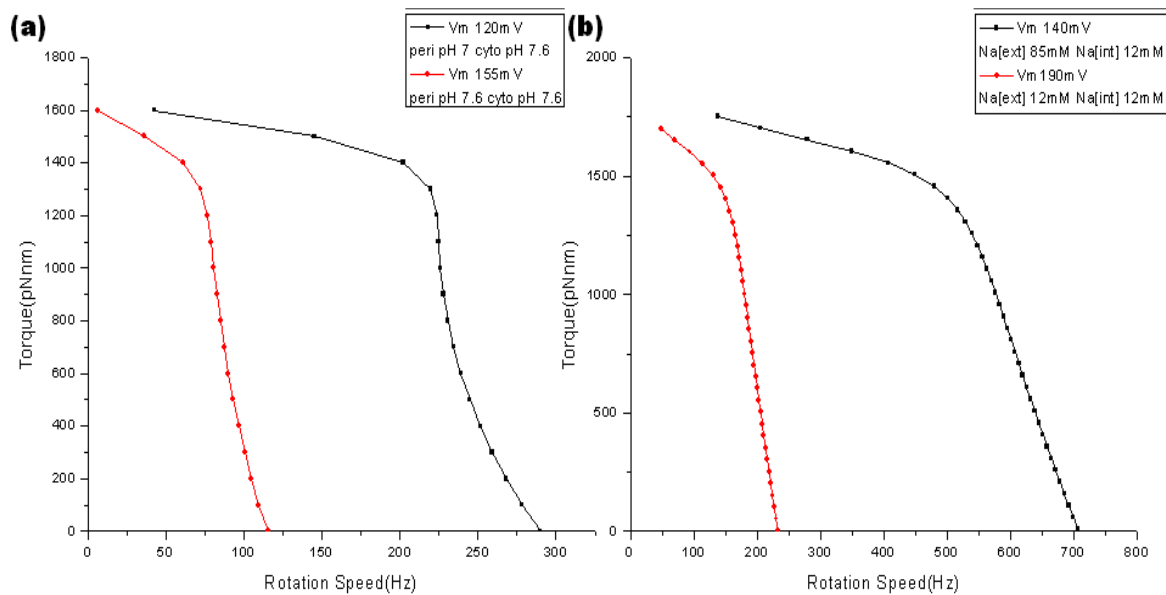 (a)
Vm 120mV
peri pH 7 cyto pH 7.6
Vm 155mV
peri pH 7.6 cyto pH 7.6
1800
1600
1400
1200
1000
800
600
400
200
0
Torque(pNnm)
0 50 100 150 200 250 300
Rotation Speed(Hz)
(b)
Vm 140mV
Na[ext] 85mM Na[int] 12mM
Vm 190mV
Na[ext] 12mM Na[int] 12mM
2000
1500
1000
500
0
Torque(pNnm)
0 100 200 300 400 500 600 700 800
Rotation Speed(Hz)